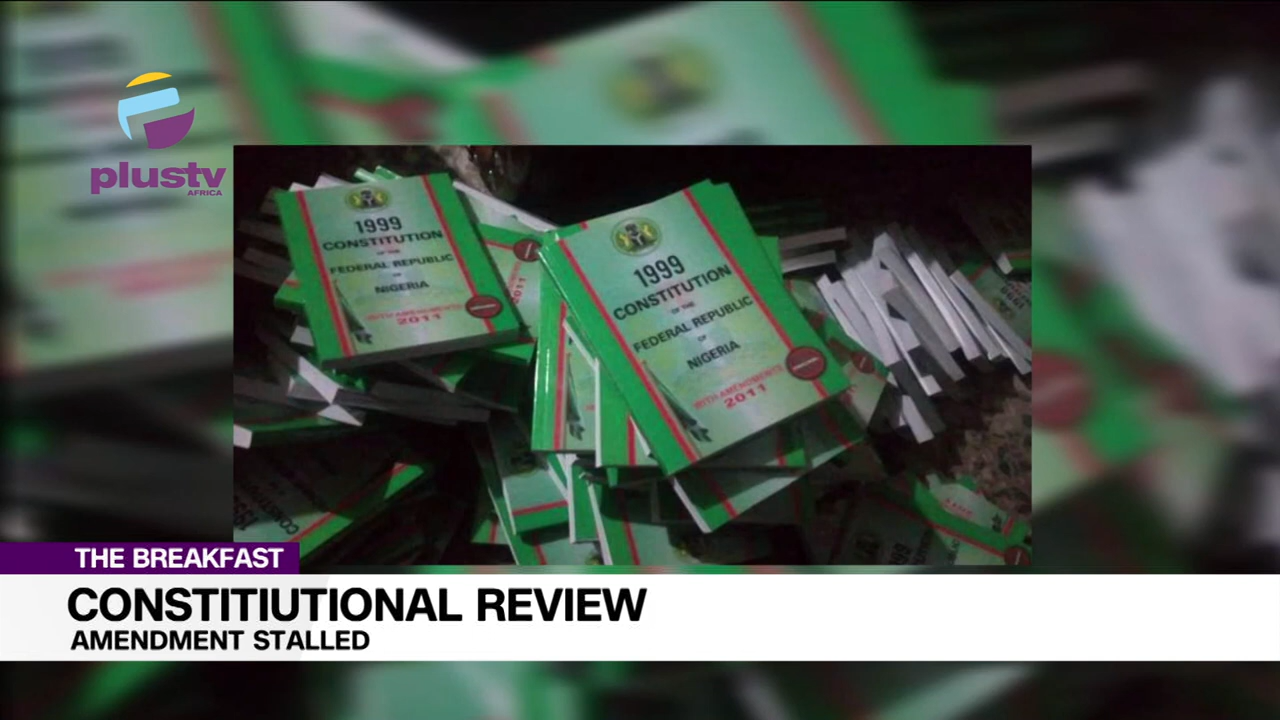 plustv
AFRICA
1999
CONSTITUTION
OF THE
FEDERAL REPUBLIC
OF
NIGERIA
WITH AMENDMENTS
2011
1999
CONSTITUTION
OF THE
FEDERAL REPUBLIC
OF
NIGERIA
WITH AMENDMENTS
2011
THE BREAKFAST
CONSTITIUTIONAL REVIEW
AMENDMENT STALLED